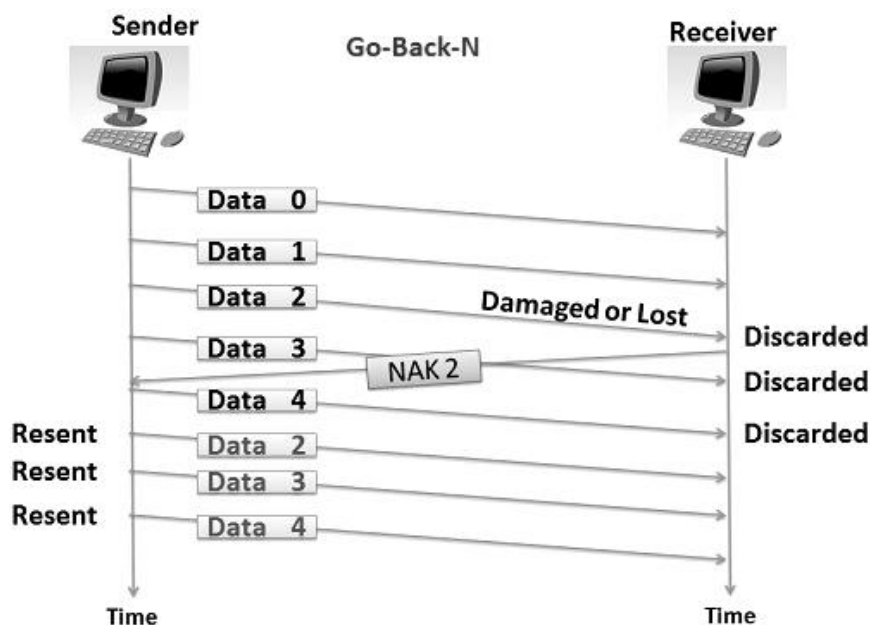 Sender
Receiver
Go-Back-N
Data 0
Data 1
Data 2
Damaged or Lost
Discarded
Data 3
NAK 2
Discarded
Data 4
Discarded
Resent
Data 2
Resent
Data 3
Resent
Data 4
Time
Time